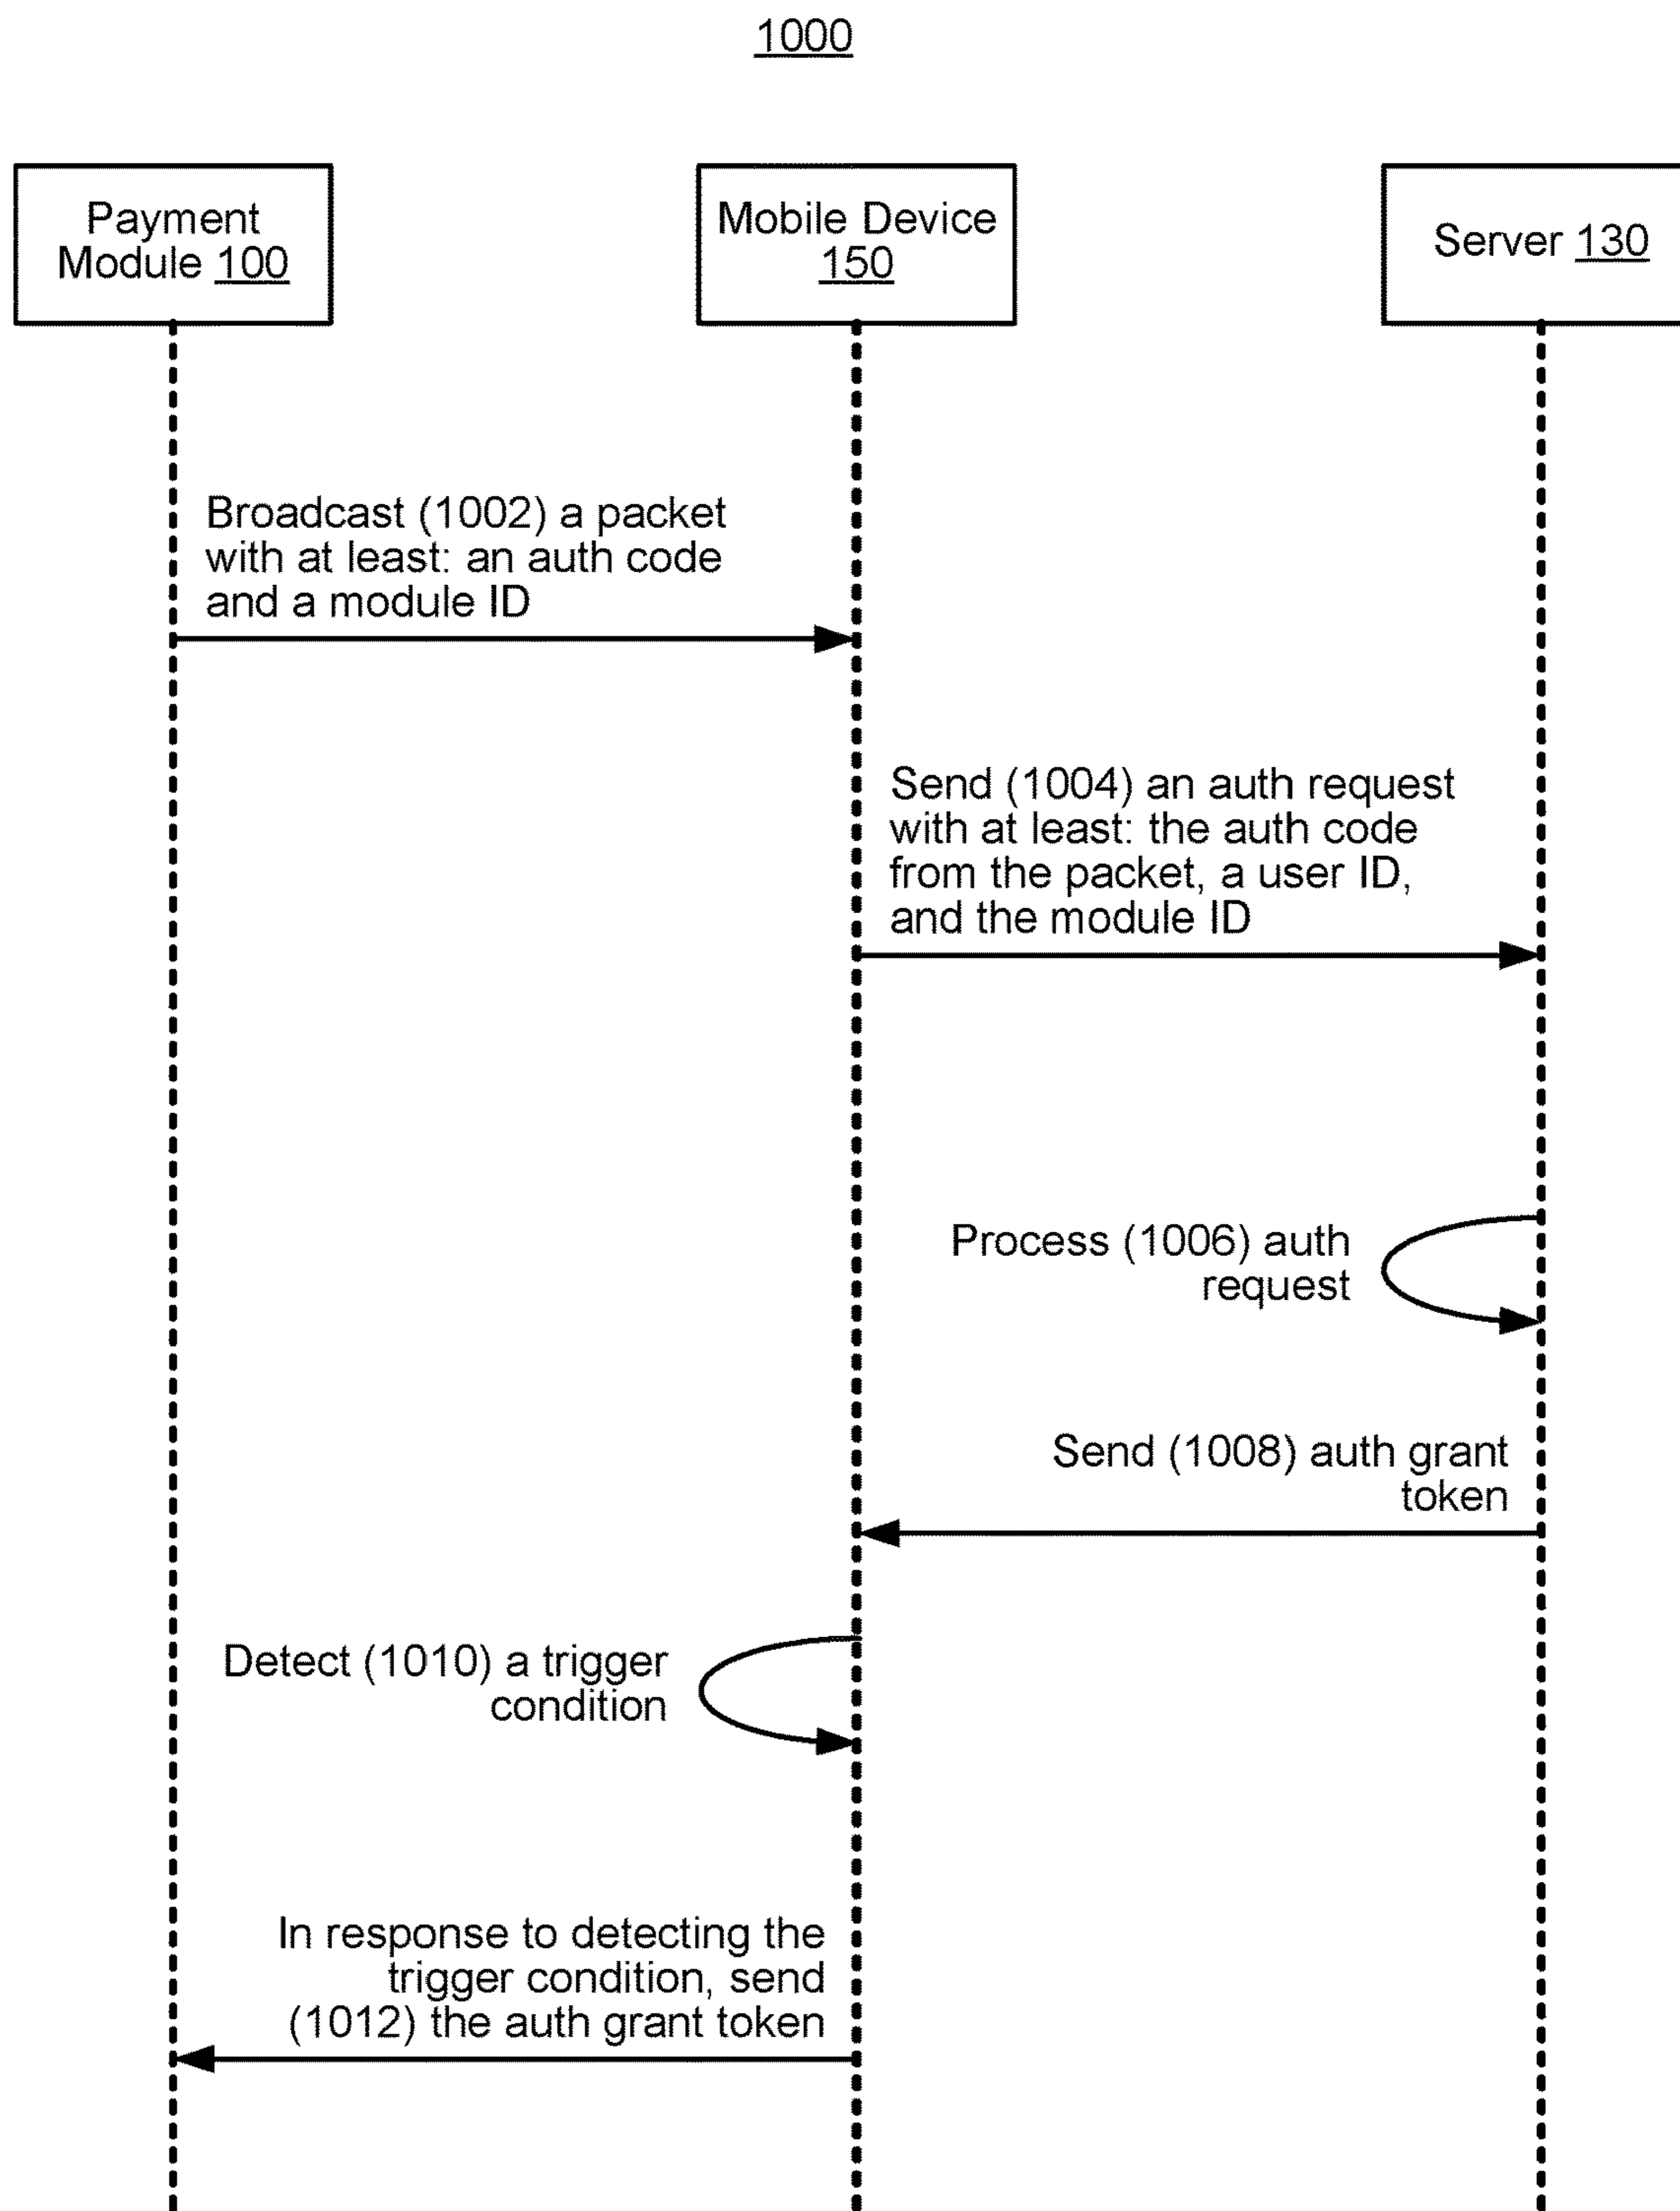 1000
Payment
Module 100
Mobile Device
150
Server 130
Broadcast (1002) a packet
with at least: an auth code
and a module ID
Send (1004) an auth request
with at least: the auth code
from the packet, a user ID,
and the module ID
Process (1006) auth
request
Send (1008) auth grant
token
Detect (1010) a trigger
condition
In response to detecting the
trigger condition, send
(1012) the auth grant token